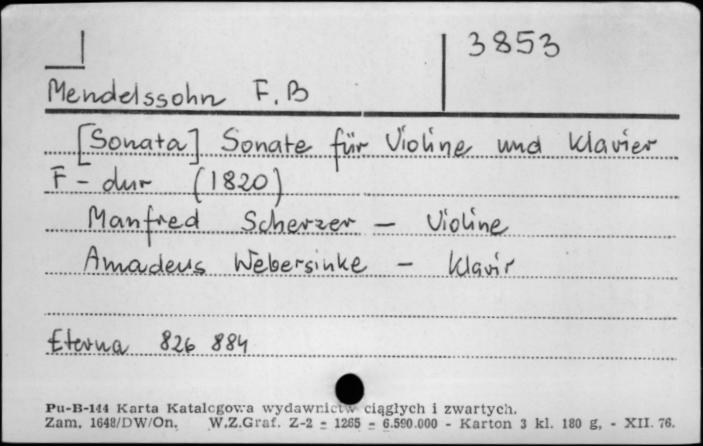 3853
Mendelssohn F. B
[Sonata] Sonate für Violine und Klavier
F - dur (1820)
Manfred Scherzer - Violine
Amadeus Webersinke - Klavir
Eterna 826 884
Pu-B-144 Karta Katalogowa wydawnictw ciągłych i zwartych.
Zam. 1648/DW/On. W.Z.Graf. Z-2 = 1265 = 6.590.000 - Karton 3 kl. 180 g, - XII. 76.